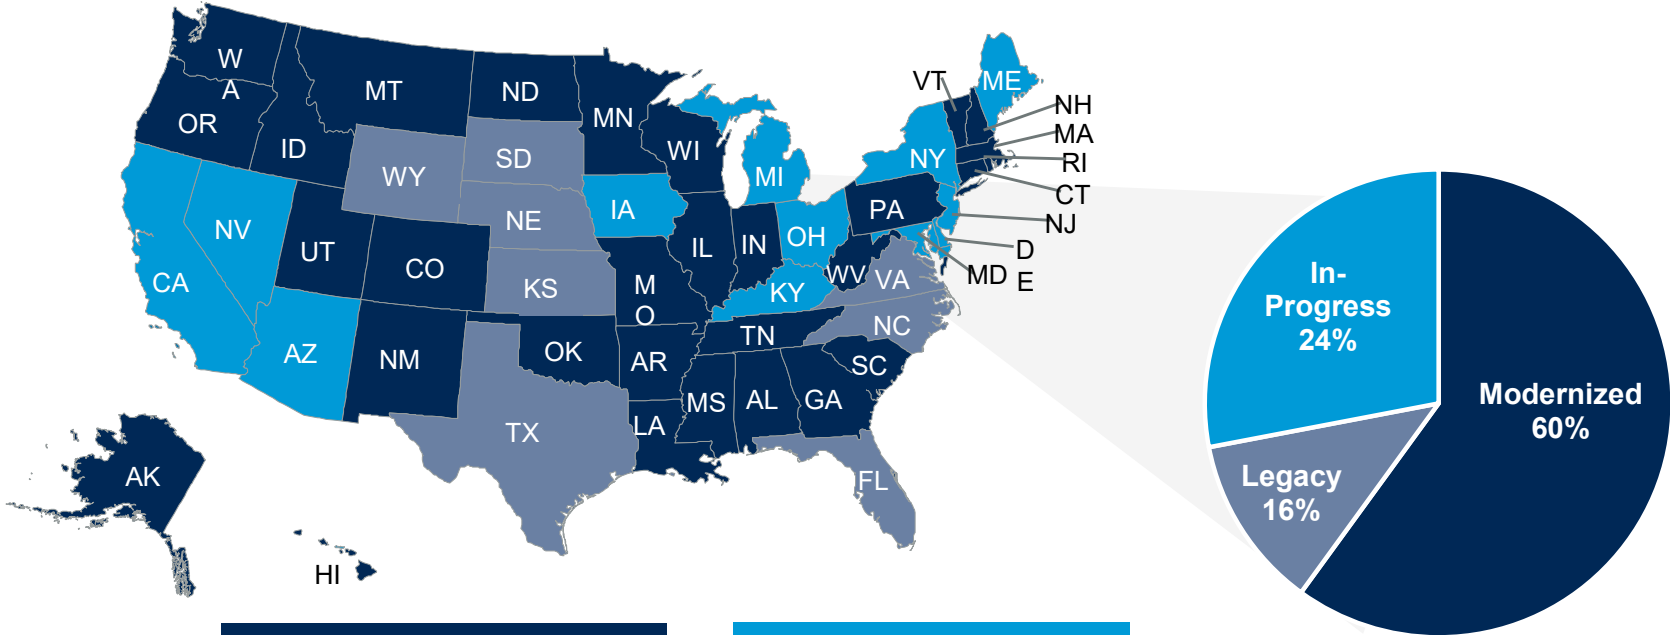 W
A
MT
ND
MN
VT
ME
NH
OR
ID
WY
SD
WI
MI
NY
MA
RI
CT
NV
NE
IA
PA
NJ
UT
CO
IL
IN
OH
D
E
CA
KS
M
O
KY
WV
VA
MD
AZ
NM
OK
AR
TN
NC
SC
TX
LA
MS
AL
GA
FL
AK
HI
In-
Progress
24%
Modernized
60%
Legacy
16%